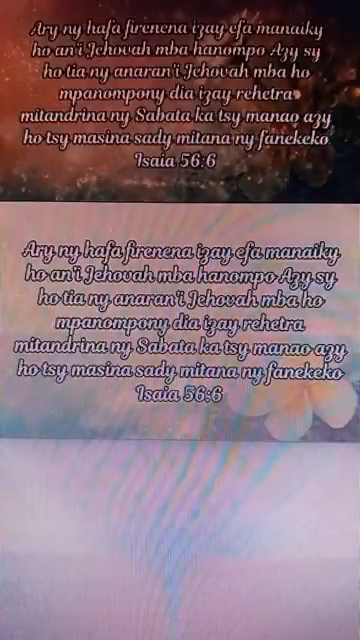 Ary ny hafa firenena izay efa manaiky
ho an'i Jehovah mba hanompo Azy sy
ho tia ny anaran'i Jehovah mba ho
mpanompony dia izay rehetra
mitandrina ny Sabata ka tsy manao azy
ho tsy masina sady mitana ny fanekeko
Isaia 56:6
Ary ny hafa firenena izay efa manaiky
ho an'i Jehovah mba hanompo Azy sy
ho tia ny anaran'i Jehovah mba ho
mpanompony dia izay rehetra
mitandrina ny Sabata ka tsy manao azy
ho tsy masina sady mitana ny fanekeko
Isaia 56:6